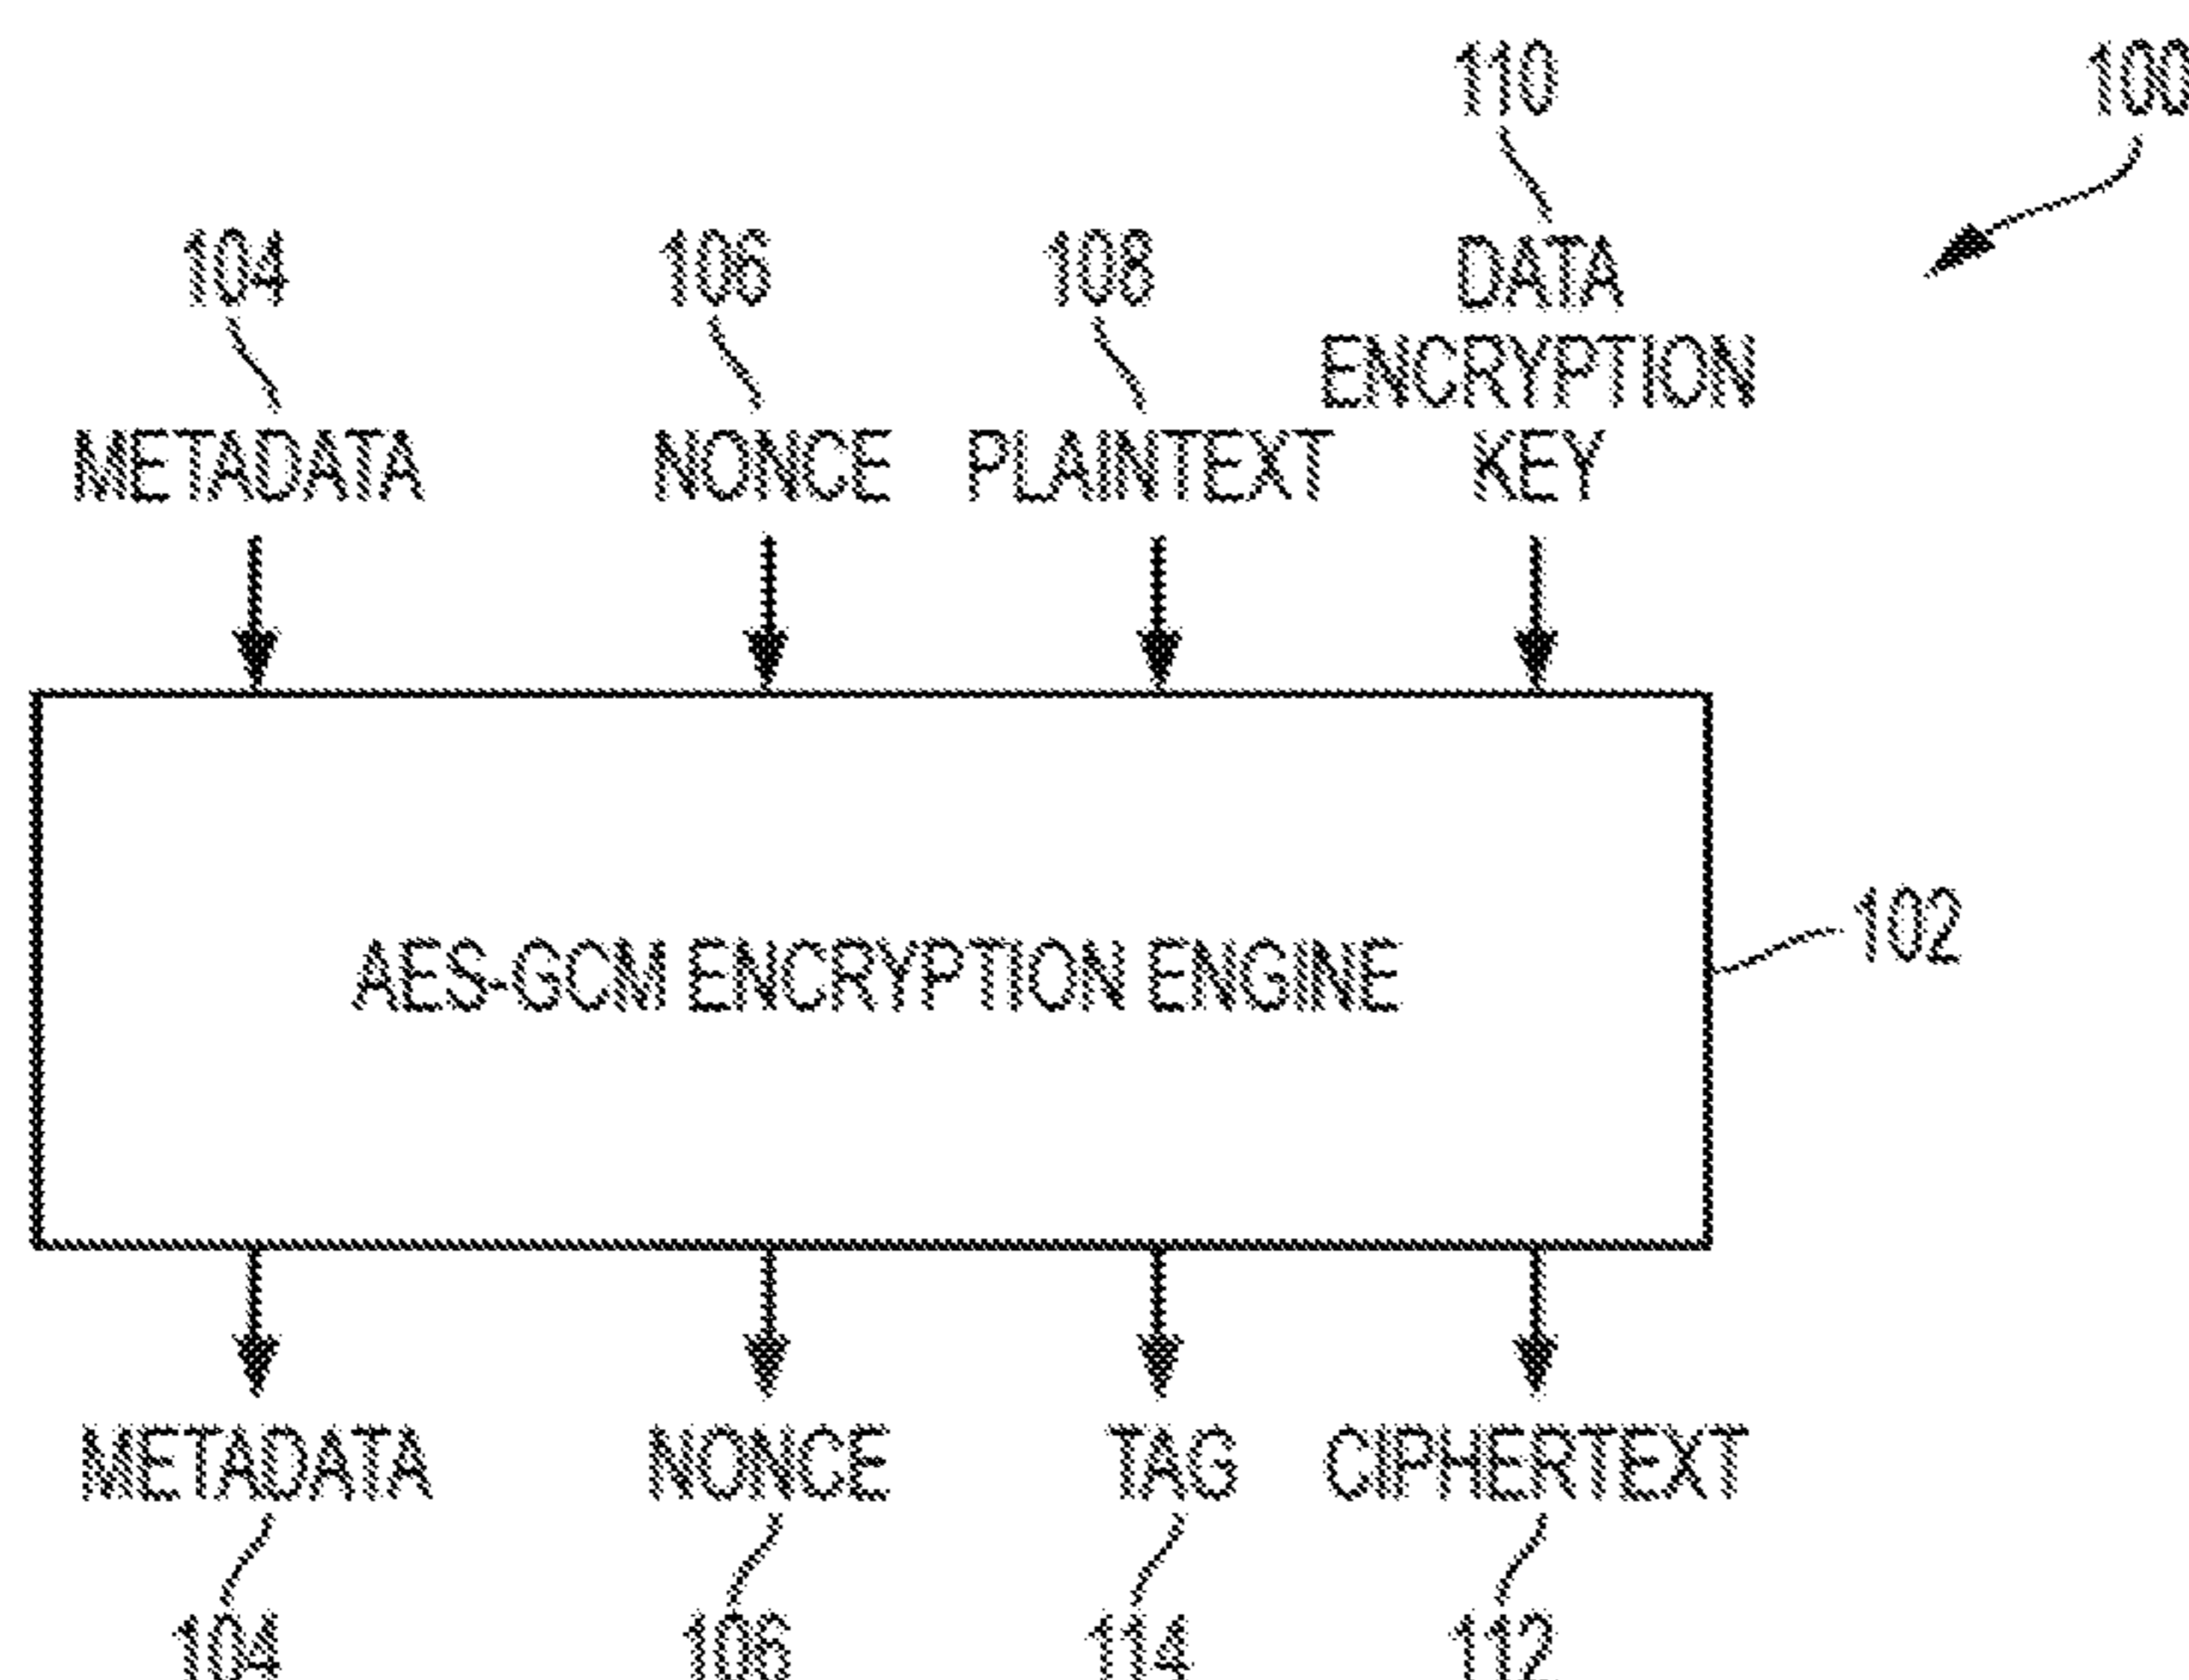 110
100
104
106
108
DATA
ENCRYPTION
METADATA
NONCE
PLAINTEXT
KEY
102
AES-GCM ENCRYPTION ENGINE
METADATA
NONCE
TAG
CIPHERTEXT
104
106
114
112